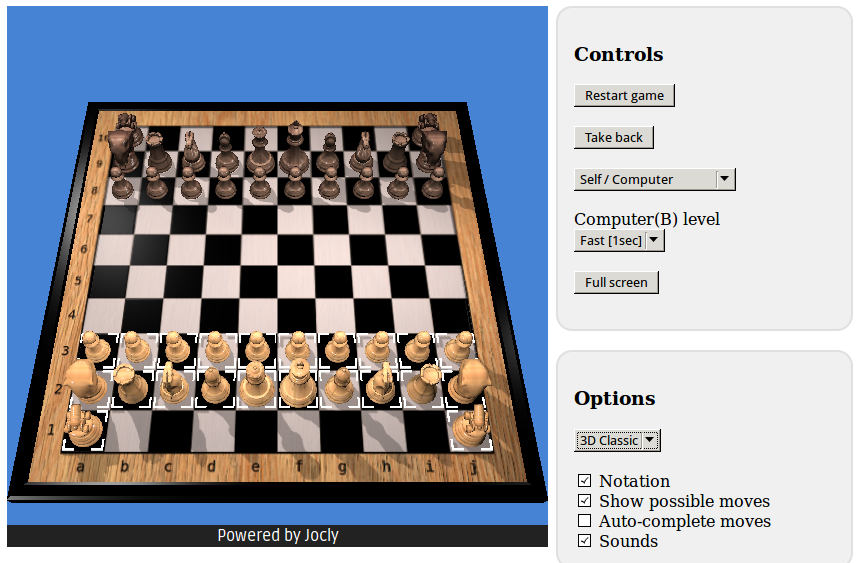 Controls
Restart game
Take back
Self / Computer
Computer(B) level
Fast [1sec]
Full screen
Options
3D Classic
Notation
Show possible moves
Auto-complete moves
Sounds
10
9
8
7
6
5
4
3
2
1
a b c d e f g h i j
Powered by Jocly